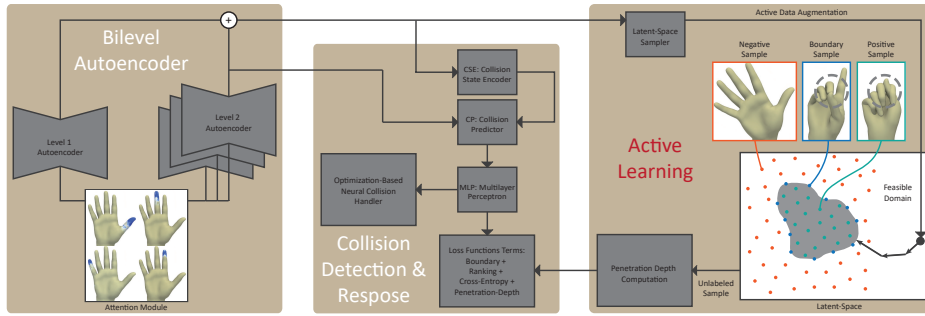 Bilevel
Autoencoder
Level 1
Autoencoder
Level 2
Autoencoder
Attention Module
CSE: Collision
State Encoder
CP: Collision
Predictor
Optimization-Based
Neural Collision
Handler
MLP: Multilayer
Perceptron
Loss Functions Terms:
Boundary +
Ranking +
Cross-Entropy +
Penetration-Depth
Collision
Detection &
Respose
Latent-Space
Sampler
Active Data Augmentation
Negative
Sample
Boundary
Sample
Positive
Sample
Active
Learning
Feasible
Domain
Penetration Depth
Computation
Unlabeled
Sample
Latent-Space